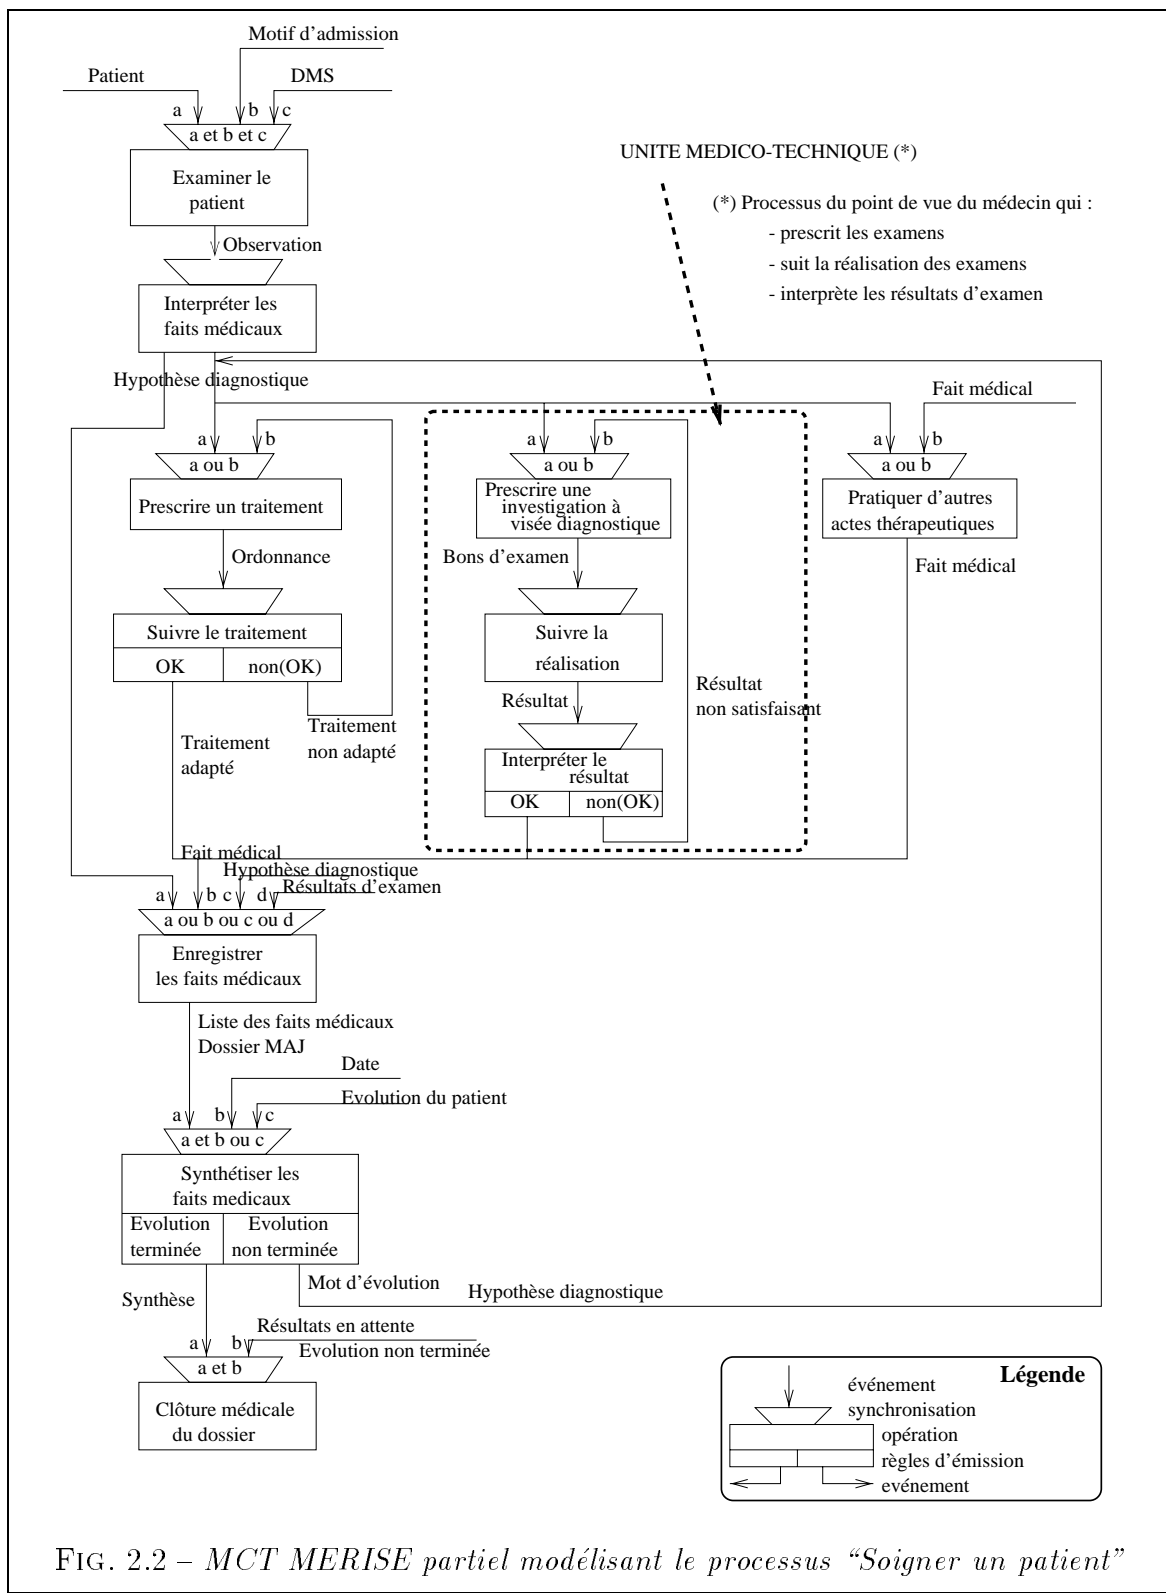 Motif d'admission
Patient
DMS
a
b
c
a et b et c
Examiner le
patient
Observation
Interpréter les
faits médicaux
UNITE MEDICO-TECHNIQUE (*)
(*) Processus du point de vue du médecin qui :
- prescrit les examens
- suit la réalisation des examens
- interprète les résultats d'examen
Hypothèse diagnostique
Fait médical
a
b
a ou b
Prescrire un traitement
Ordonnance
Suivre le traitement
OK
non(OK)
Traitement
non adapté
Traitement
adapté
a
b
a ou b
Prescrire une
investigation à
visée diagnostique
Bons d'examen
Suivre la
réalisation
Résultat
Résultat
non satisfaisant
Interpréter le
résultat
OK
non(OK)
a
b
a ou b
Pratiquer d'autres
actes thérapeutiques
Fait médical
Fait médical
Hypothèse diagnostique
Résultats d'examen
a
b
c
d
a ou b ou c ou d
Enregistrer
les faits médicaux
Liste des faits médicaux
Dossier MAJ
Date
Evolution du patient
a
b
c
a et b ou c
Synthétiser les
faits medicaux
Evolution
terminée
Evolution
non terminée
Mot d'évolution
Hypothèse diagnostique
Synthèse
Résultats en attente
Evolution non terminée
a
b
a et b
Clôture médicale
du dossier
Légende
événement
synchronisation
opération
règles d'émission
evénement
FIG. 2.2 – MCT MERISE partiel modélisant le processus “Soigner un patient”